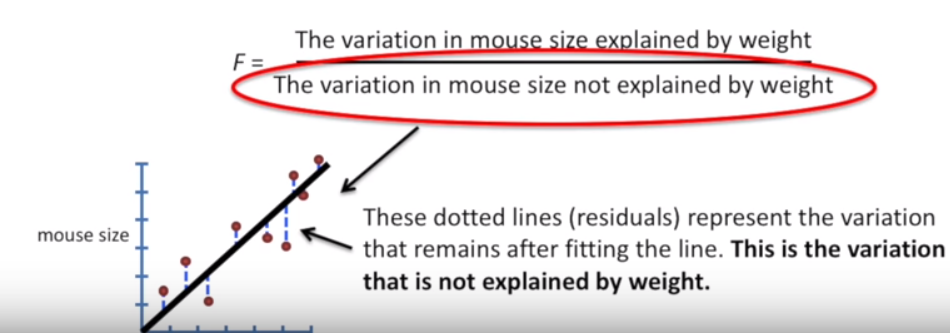 The variation in mouse size explained by weight
F =
The variation in mouse size not explained by weight
mouse size
These dotted lines (residuals) represent the variation
that remains after fitting the line. This is the variation
that is not explained by weight.